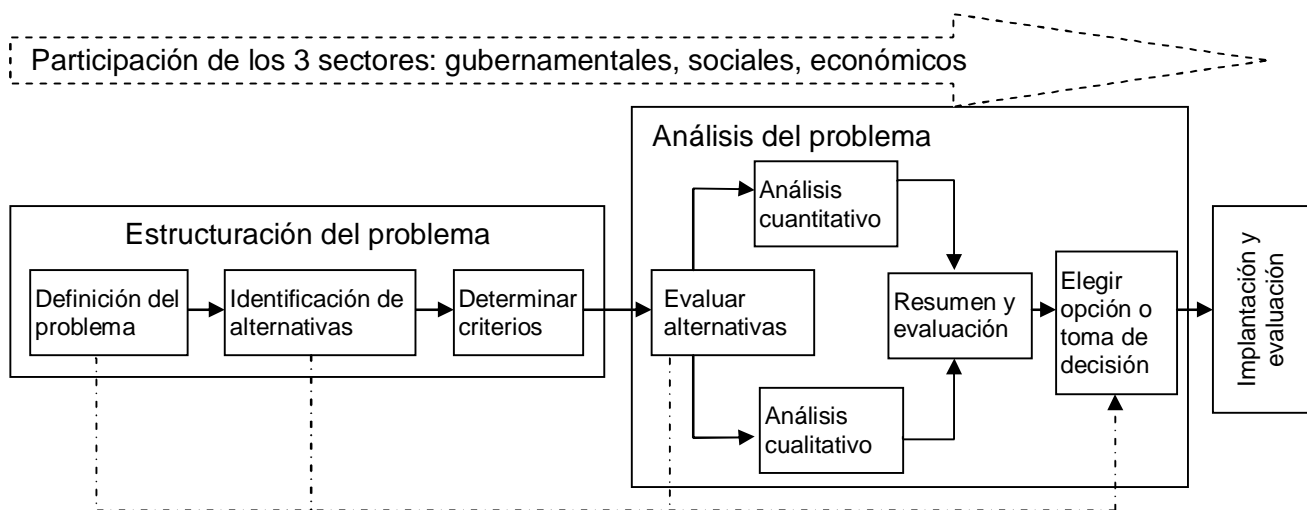 Participación de los 3 sectores: gubernamentales, sociales, económicos
Análisis del problema
Análisis
cuantitativo
Estructuración del problema
Definición del
problema
Identificación de
alternativas
Determinar
criterios
Evaluar
alternativas
Resumen y
evaluación
Elegir
opción o
toma de
decisión
Implantación y
evaluación
Análisis
cualitativo